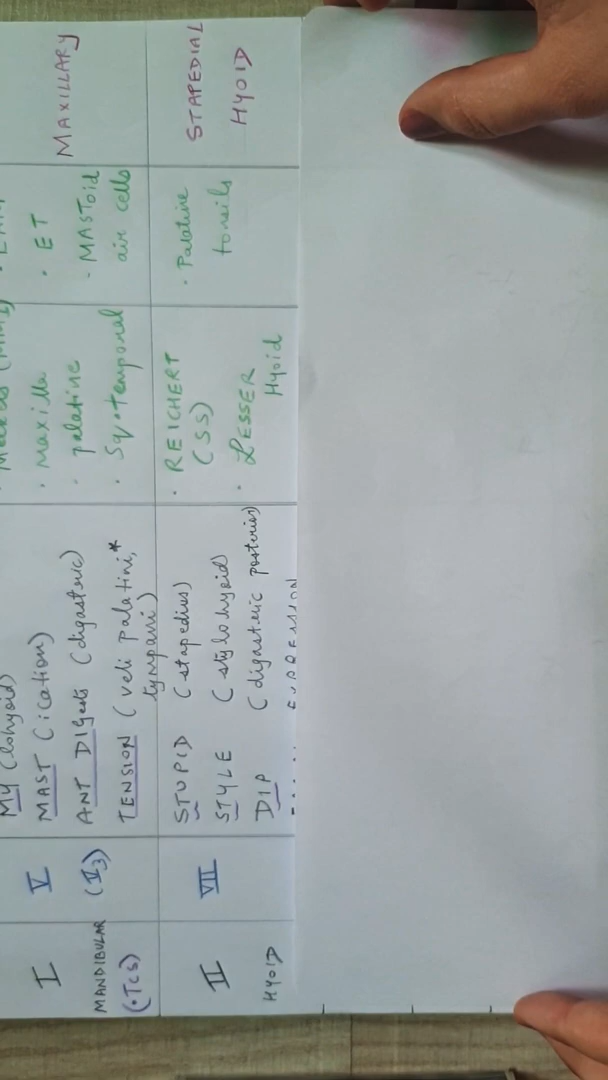 I
MANDIBULAR
(•TCS)
V
(V₃)
MY (lohyoid)
MAST (ication)
ANT DIgests (digastric)
TENSION (veli palatini,*
tympani)
• Maxilla
• palatine
• Sq. temporal
• ET
• MASTOID
air cells
MAXILLARY
II
HYOID
VII
STUPID (stapedius)
STYLE (stylohyoid)
DIP (digastric posterior)
• REICHERT
(SS)
• LESSER
Hyoid
• Palatine
tonsils
STAPEDIAL
HYOID